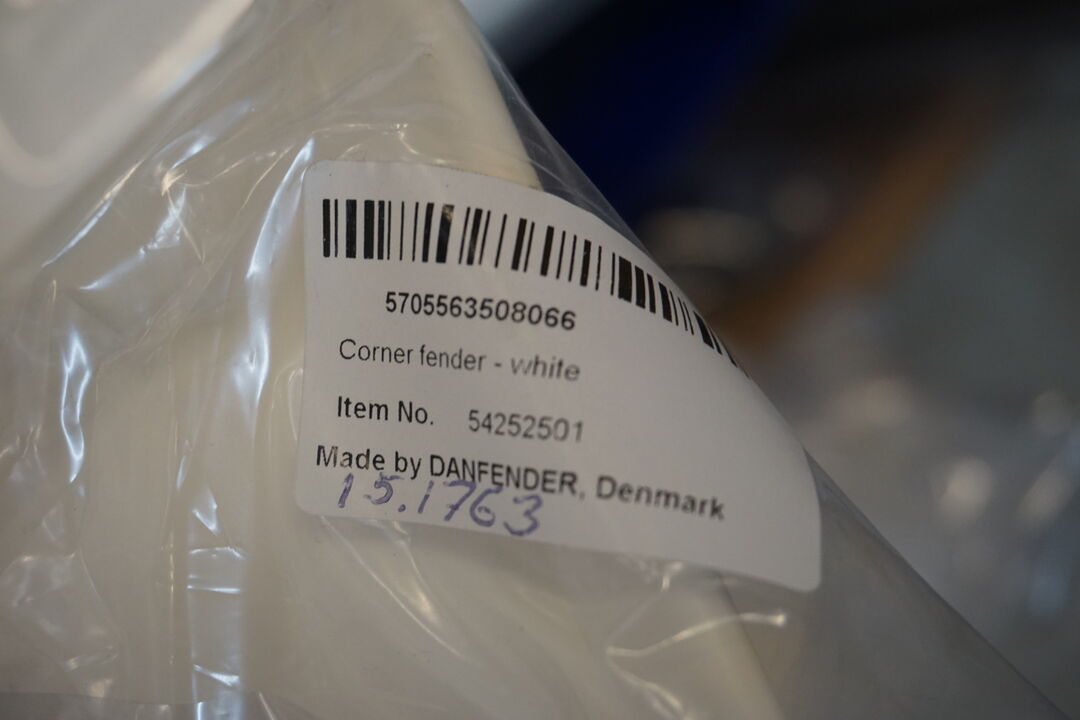 5705563508066
Corner fender - white
Item No. 54252501
Made by DANFENDER, Denmark
15.1763